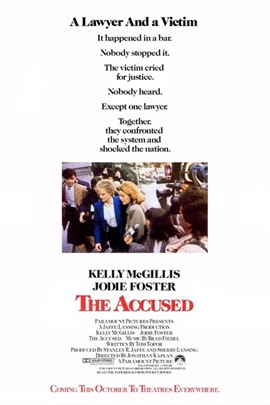 A Lawyer And a Victim
It happened in a bar.
Nobody stopped it.
The victim cried
for justice.
Nobody heard.
Except one lawyer.
Together,
they confronted
the system and
shocked the nation.
KELLY McGILLIS
JODIE FOSTER
THE ACCUSED
PARAMOUNT PICTURES PRESENTS
A JAFFE/LANSING PRODUCTION
KELLY McGILLIS JODIE FOSTER
THE ACCUSED MUSIC BY BRAD FIEDEL
WRITTEN BY TOM TOPOR
PRODUCED BY STANLEY R. JAFFE AND SHERRY LANSING
DIRECTED BY JONATHAN KAPLAN
A PARAMOUNT PICTURE
COMING THIS OCTOBER TO THEATRES EVERYWHERE.